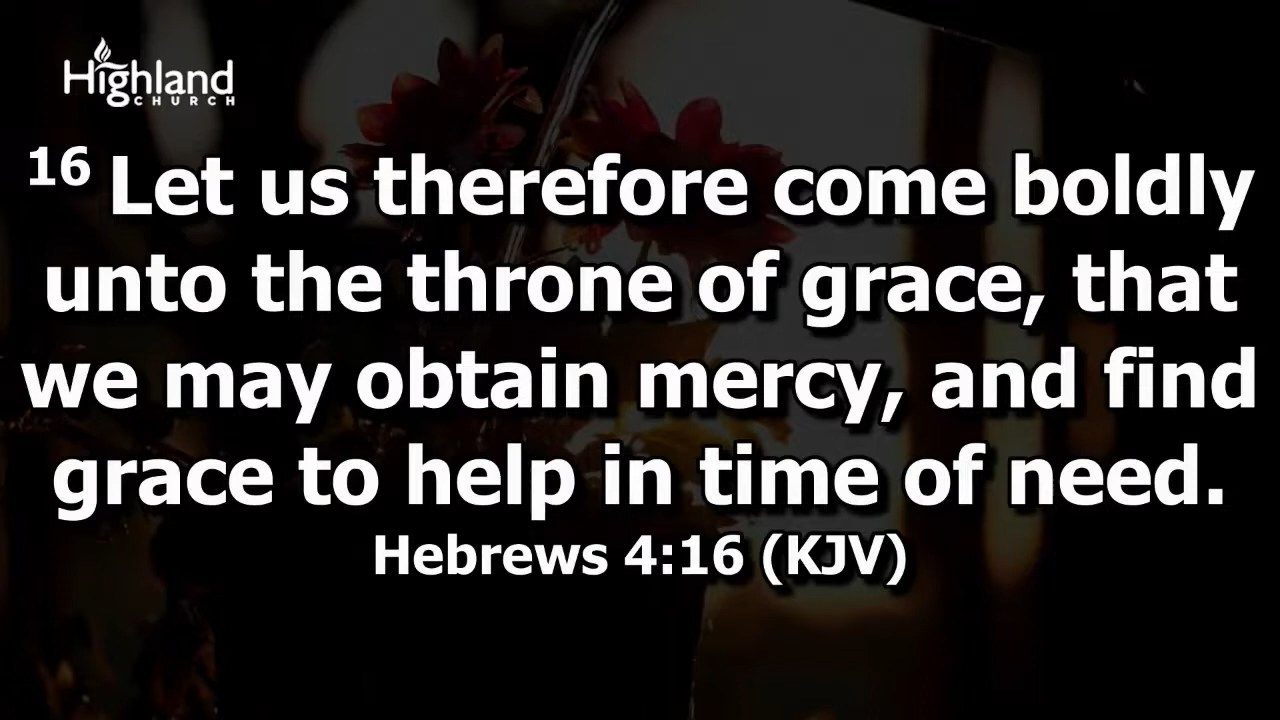 Highland
CHURCH
16 Let us therefore come boldly
unto the throne of grace, that
we may obtain mercy, and find
grace to help in time of need.
Hebrews 4:16 (KJV)